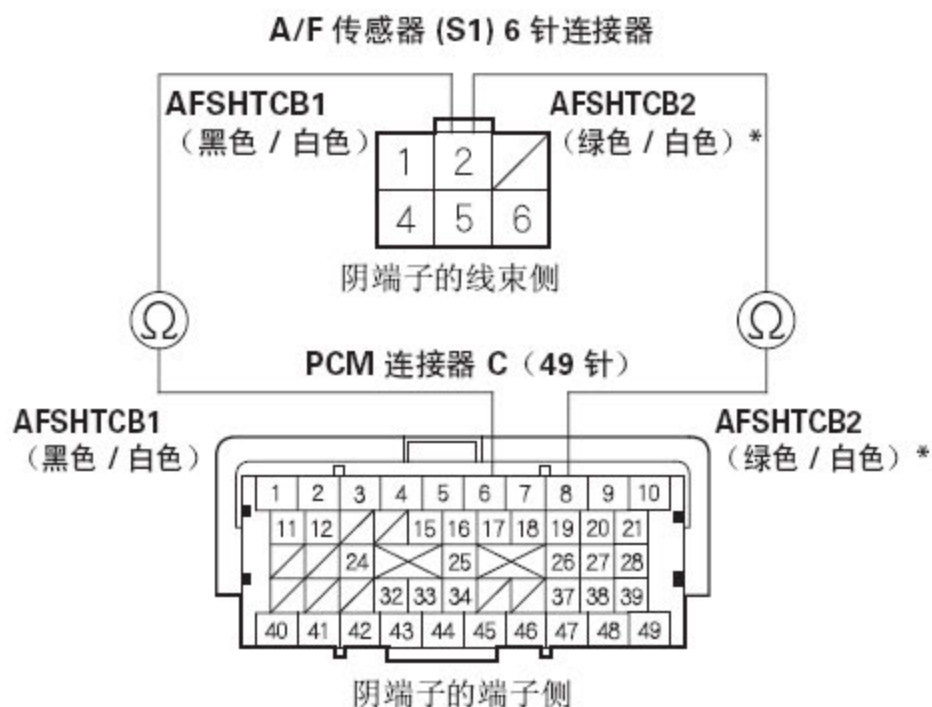 A/F 传感器 (S1) 6 针连接器
AFSHTCB1
（黑色 / 白色）
AFSHTCB2
（绿色 / 白色）*
1 2
4 5 6
阴端子的线束侧
Ω Ω
PCM 连接器 C（49 针）
AFSHTCB1
（黑色 / 白色）
AFSHTCB2
（绿色 / 白色）*
1 2 3 4 5 6 7 8 9 10
11 12 15 16 17 18 19 20 21
24 25 26 27 28
32 33 34 37 38 39
40 41 42 43 44 45 46 47 48 49
阴端子的端子侧